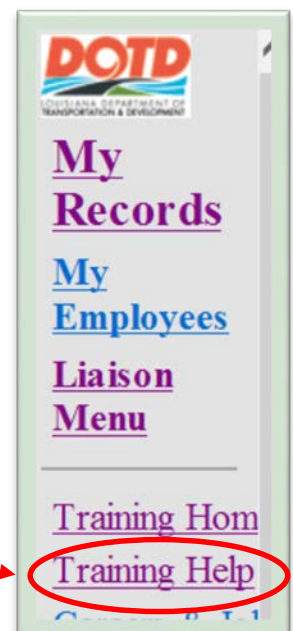 DOTD
LOUISIANA DEPARTMENT OF
TRANSPORTATION & DEVELOPMENT
My
Records
My
Employees
Liaison
Menu
Training Hom
Training Help